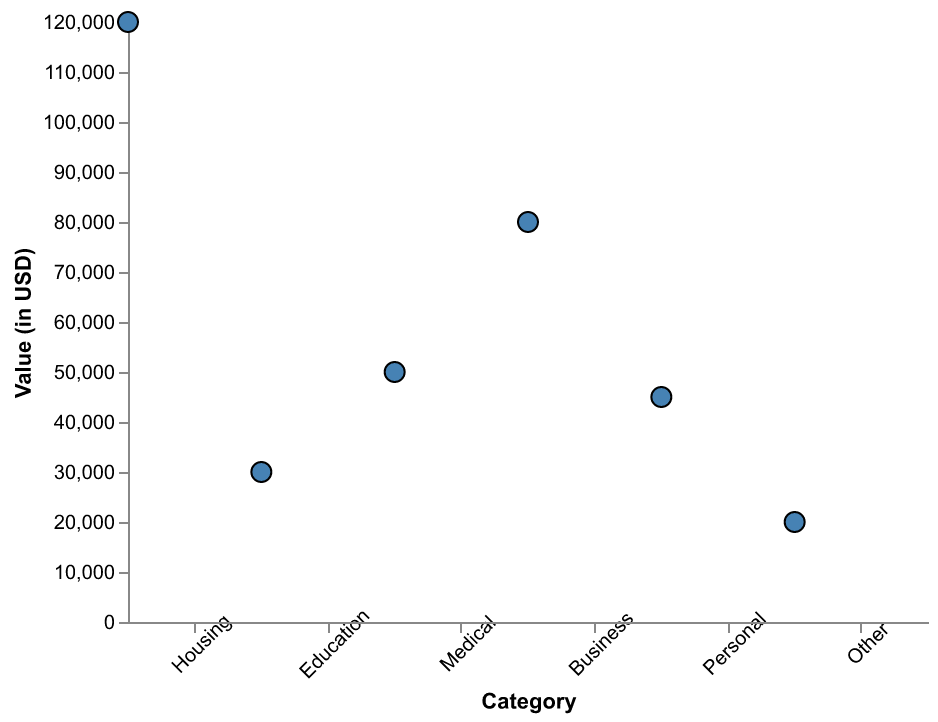 120,000
110,000
100,000
90,000
80,000
70,000
60,000
50,000
40,000
30,000
20,000
10,000
0
Value (in USD)
Housing
Education
Medical
Business
Personal
Other
Category